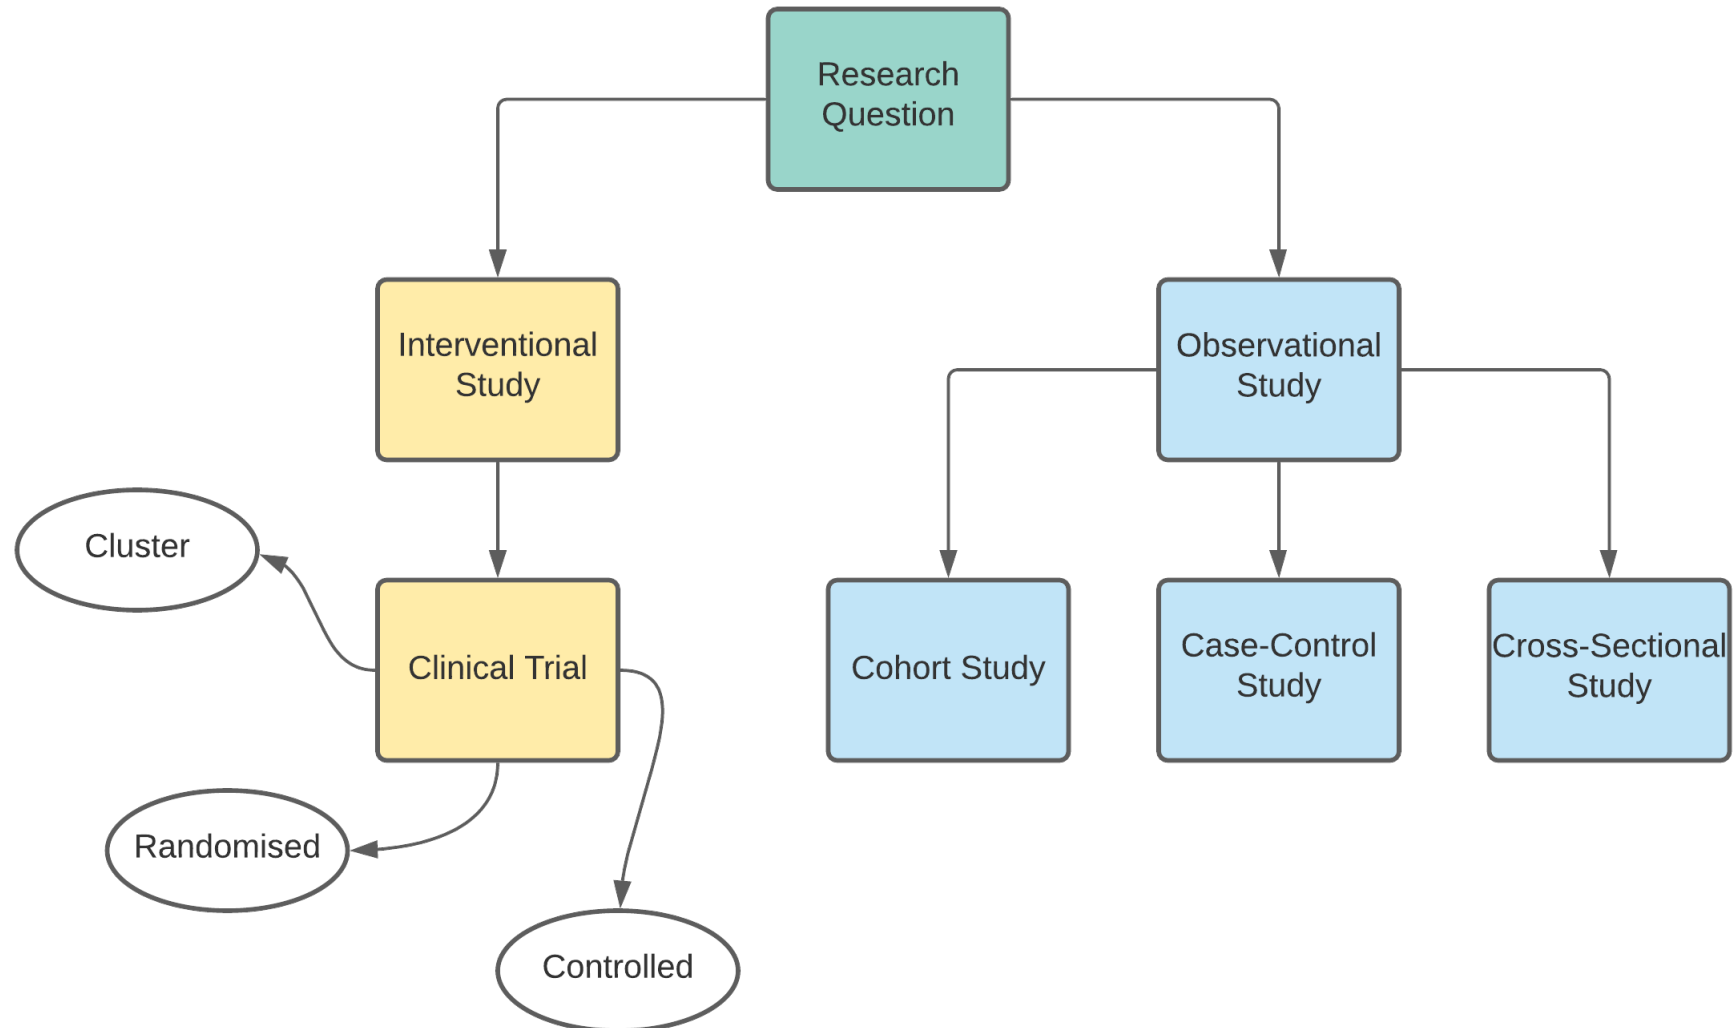 Research
Question
Interventional
Study
Observational
Study
Cluster
Clinical Trial
Cohort Study
Case-Control
Study
Cross-Sectional
Study
Randomised
Controlled